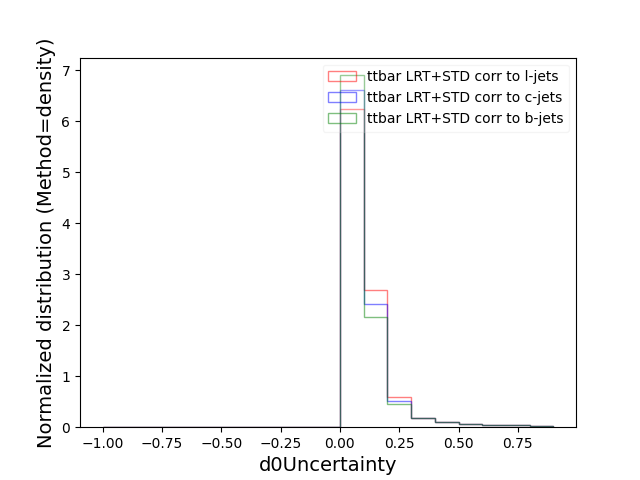 Normalized distribution (Method=density)
7
6
5
4
3
2
1
0
ttbar LRT+STD corr to l-jets
ttbar LRT+STD corr to c-jets
ttbar LRT+STD corr to b-jets
−1.00 −0.75 −0.50 −0.25 0.00 0.25 0.50 0.75
d0Uncertainty